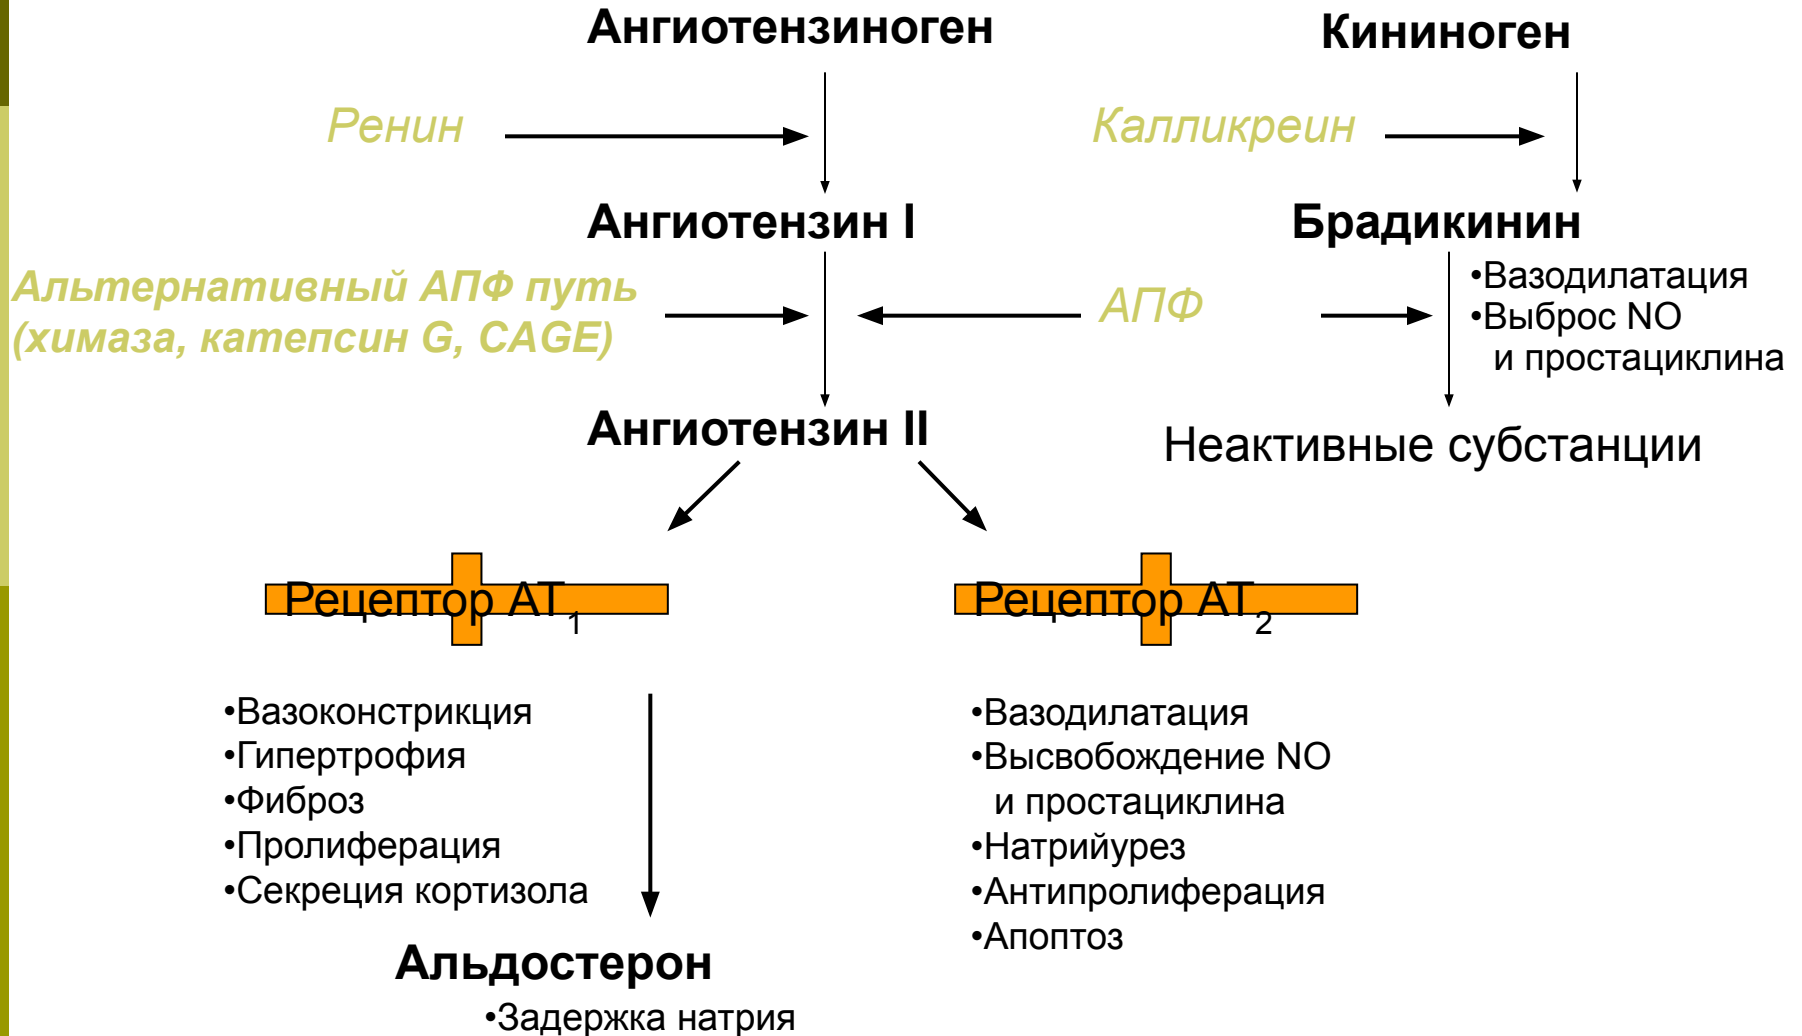 Ангиотензиноген
Кининоген
Ренин
Калликреин
Ангиотензин I
Брадикинин
•Вазодилатация
•Выброс NO
и простациклина
Альтернативный АПФ путь
(химаза, катепсин G, CAGE)
АПФ
Ангиотензин II
Неактивные субстанции
Рецептор АТ1
Рецептор АТ2
•Вазоконстрикция
•Гипертрофия
•Фиброз
•Пролиферация
•Секреция кортизола
•Вазодилатация
•Высвобождение NO
и простациклина
•Натрийурез
•Антипролиферация
•Апоптоз
Альдостерон
•Задержка натрия